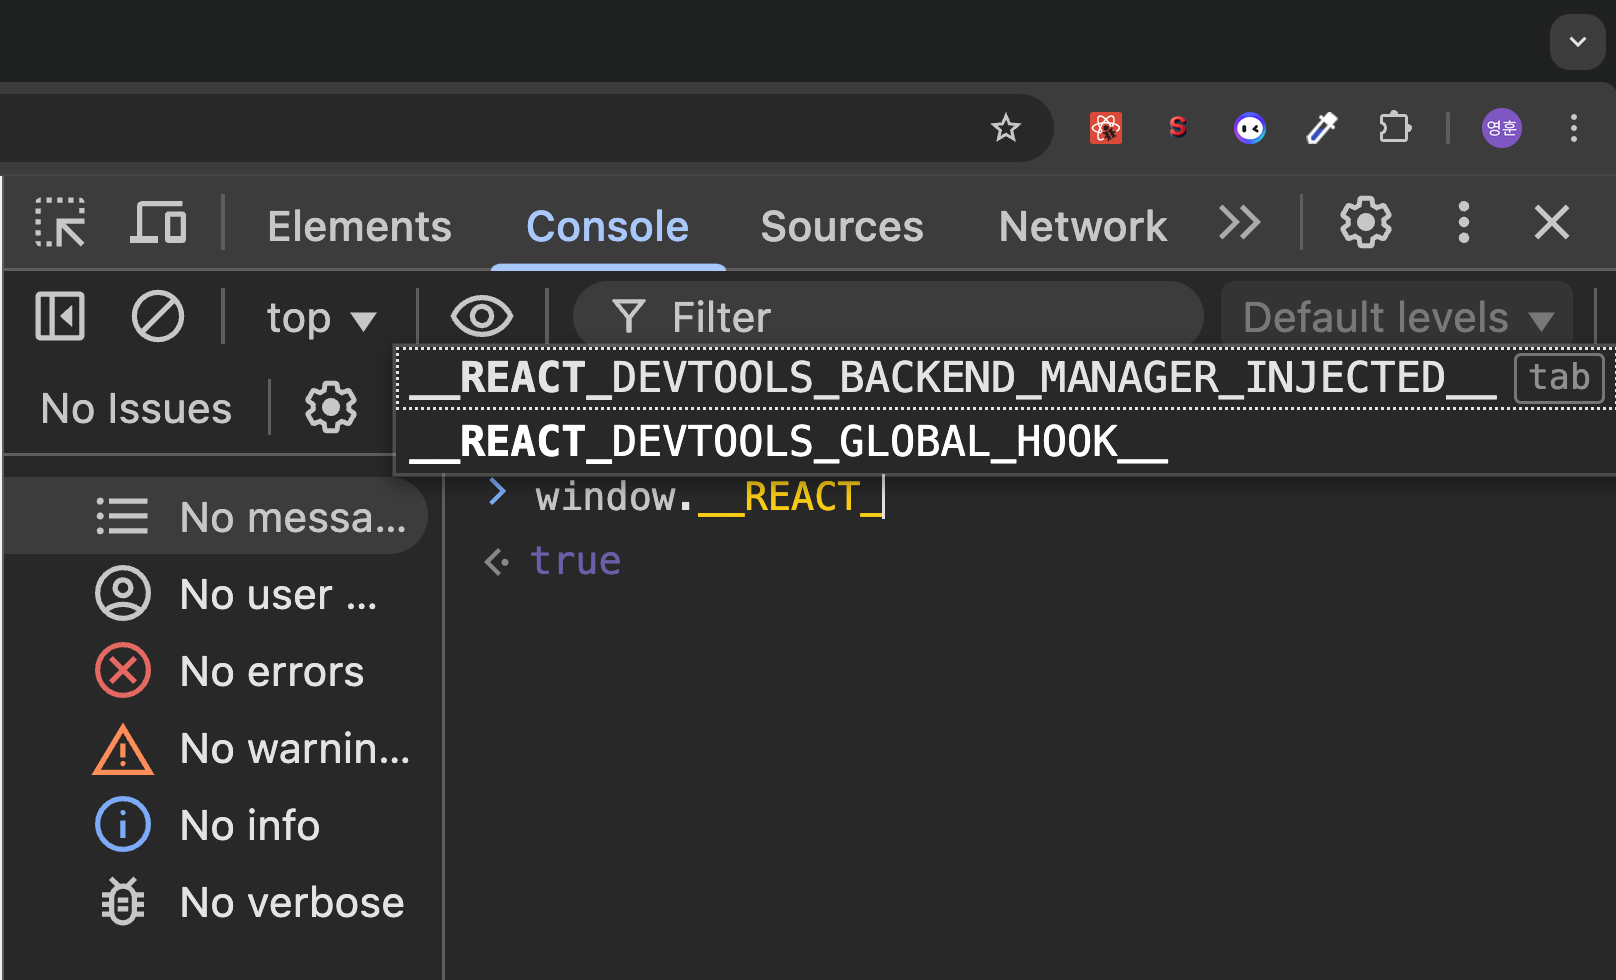 S
영훈
Elements Console Sources Network
top Filter Default levels
No Issues
__REACT_DEVTOOLS_BACKEND_MANAGER_INJECTED__ tab
__REACT_DEVTOOLS_GLOBAL_HOOK__
window.__REACT_
true
No messa...
No user ...
No errors
No warnin...
No info
No verbose